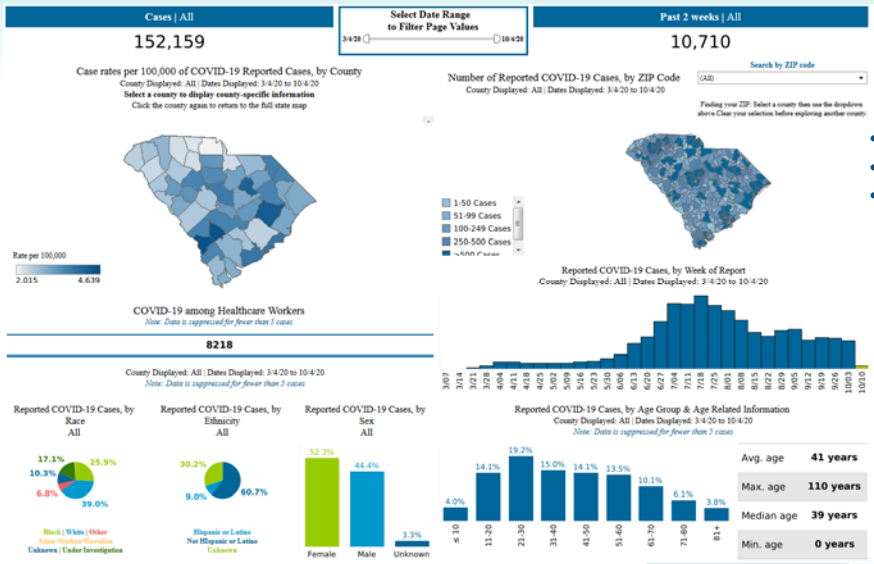 Cases | All
152,159
Select Date Range
to Filter Page Values
3/4/20
10/4/20
Past 2 weeks | All
10,710
Case rates per 100,000 of COVID-19 Reported Cases, by County
County Displayed: All | Dates Displayed: 3/4/20 to 10/4/20
Select a county to display county-specific information
Click the county again to return to the full state map
Rate per 100,000
2.015
4.639
Number of Reported COVID-19 Cases, by ZIP Code
County Displayed: All | Dates Displayed: 3/4/20 to 10/4/20
Search by ZIP code
(All)
Finding your ZIP: Select a county then use the dropdown
above.Clear your selection before exploring another county.
1-50 Cases
51-99 Cases
100-249 Cases
250-500 Cases
>500 Cases
COVID-19 among Healthcare Workers
Note: Data is suppressed for fewer than 5 cases
8218
County Displayed: All | Dates Displayed: 3/4/20 to 10/4/20
Note: Data is suppressed for fewer than 5 cases
Reported COVID-19 Cases, by Week of Report
County Displayed: All | Dates Displayed: 3/4/20 to 10/4/20
3/07
3/14
3/21
3/28
4/04
4/11
4/18
4/25
5/02
5/09
5/16
5/23
5/30
6/06
6/13
6/20
6/27
7/04
7/11
7/18
7/25
8/01
8/08
8/15
8/22
8/29
9/05
9/12
9/19
9/26
10/03
10/10
Reported COVID-19 Cases, by
Race
All
17.1%
25.9%
10.3%
6.8%
39.0%
Black | White | Other
Asian/Alaskan/Hawaiian
Unknown | Under Investigation
Reported COVID-19 Cases, by
Ethnicity
All
30.2%
9.0%
60.7%
Hispanic or Latino
Not Hispanic or Latino
Unknown
Reported COVID-19 Cases, by
Sex
All
52.3%
44.4%
3.3%
Female
Male
Unknown
Reported COVID-19 Cases, by Age Group & Age Related Information
County Displayed: All | Dates Displayed: 3/4/20 to 10/4/20
Note: Data is suppressed for fewer than 5 cases
4.0%
14.1%
19.2%
15.0%
14.1%
13.5%
10.1%
6.1%
3.8%
≤ 10
11-20
21-30
31-40
41-50
51-60
61-70
71-80
81+
Avg. age 41 years
Max. age 110 years
Median age 39 years
Min. age 0 years